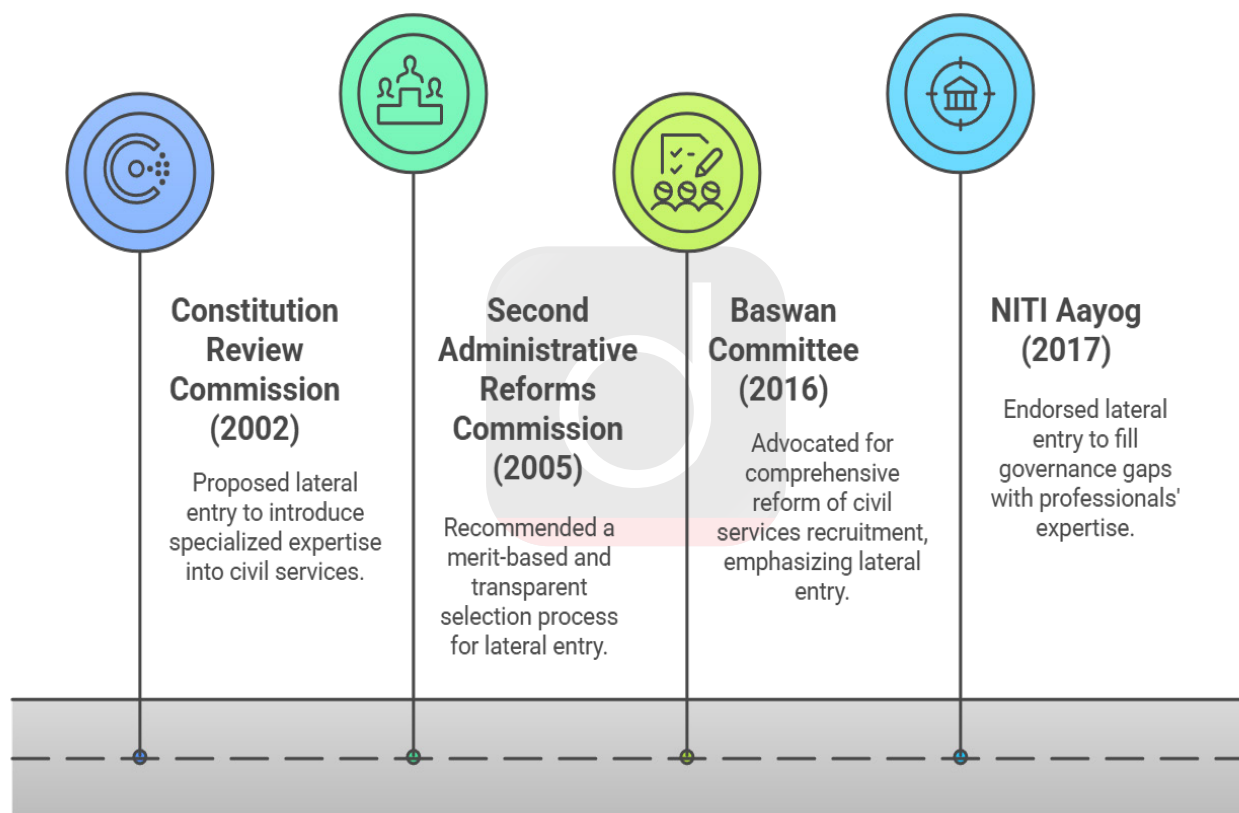 Constitution
Review
Commission
(2002)
Proposed lateral
entry to introduce
specialized expertise
into civil services.
Second
Administrative
Reforms
Commission
(2005)
Recommended a
merit-based and
transparent
selection process
for lateral entry.
Baswan
Committee
(2016)
Advocated for
comprehensive
reform of civil
services recruitment,
emphasizing lateral
entry.
NITI Aayog
(2017)
Endorsed lateral
entry to fill
governance gaps
with professionals'
expertise.